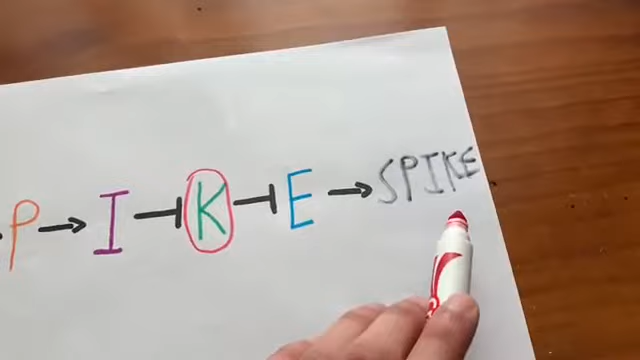 P → I ⊣ K ⊣ E → SPIKE